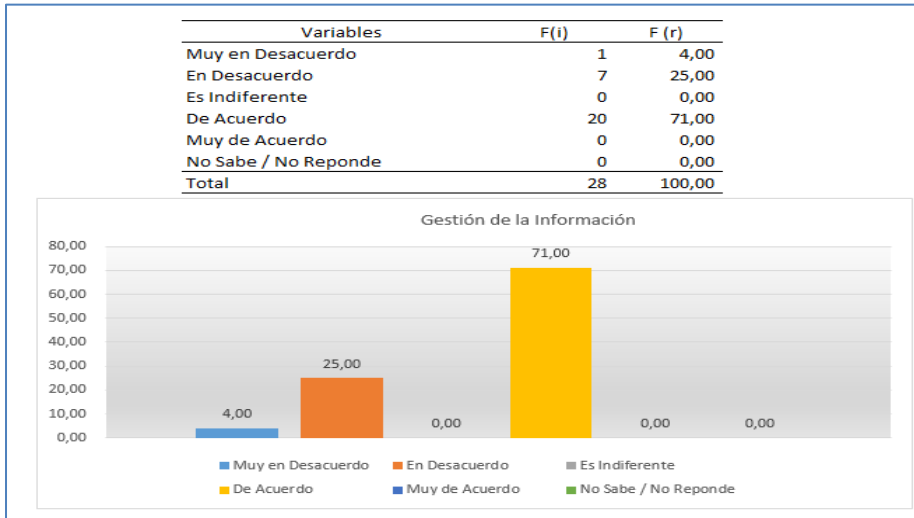 Variables F(i) F (r)
Muy en Desacuerdo 1 4,00
En Desacuerdo 7 25,00
Es Indiferente 0 0,00
De Acuerdo 20 71,00
Muy de Acuerdo 0 0,00
No Sabe / No Reponde 0 0,00
Total 28 100,00
Gestión de la Información
80,00
70,00
60,00
50,00
40,00
30,00
20,00
10,00
0,00
4,00 25,00 0,00 71,00 0,00 0,00
Muy en Desacuerdo En Desacuerdo Es Indiferente
De Acuerdo Muy de Acuerdo No Sabe / No Reponde